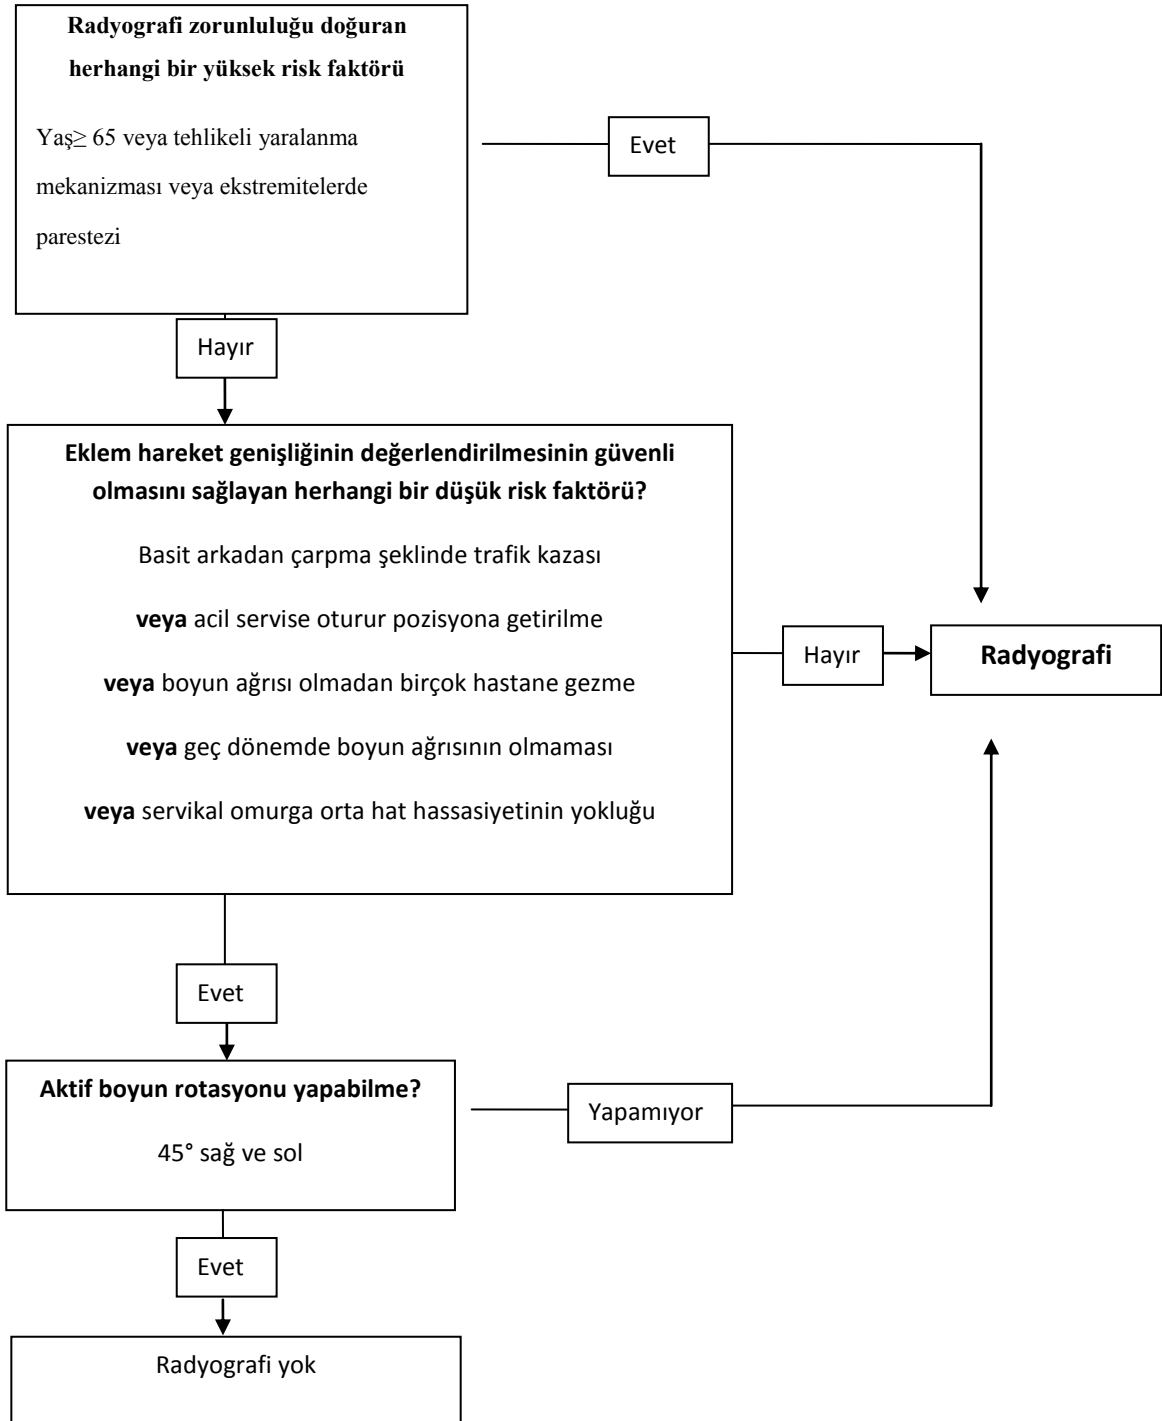 Radyografi zorunluluğu doğuran
herhangi bir yüksek risk faktörü
Yaş≥ 65 veya tehlikeli yaralanma
mekanizması veya ekstremitelerde
parestezi
Evet
Hayır
Eklem hareket genişliğinin değerlendirilmesinin güvenli
olmasını sağlayan herhangi bir düşük risk faktörü?
Basit arkadan çarpma şeklinde trafik kazası
veya acil servise oturur pozisyona getirilme
veya boyun ağrısı olmadan birçok hastane gezme
veya geç dönemde boyun ağrısının olmaması
veya servikal omurga orta hat hassasiyetinin yokluğu
Hayır
Radyografi
Evet
Aktif boyun rotasyonu yapabilme?
45° sağ ve sol
Yapamıyor
Evet
Radyografi yok